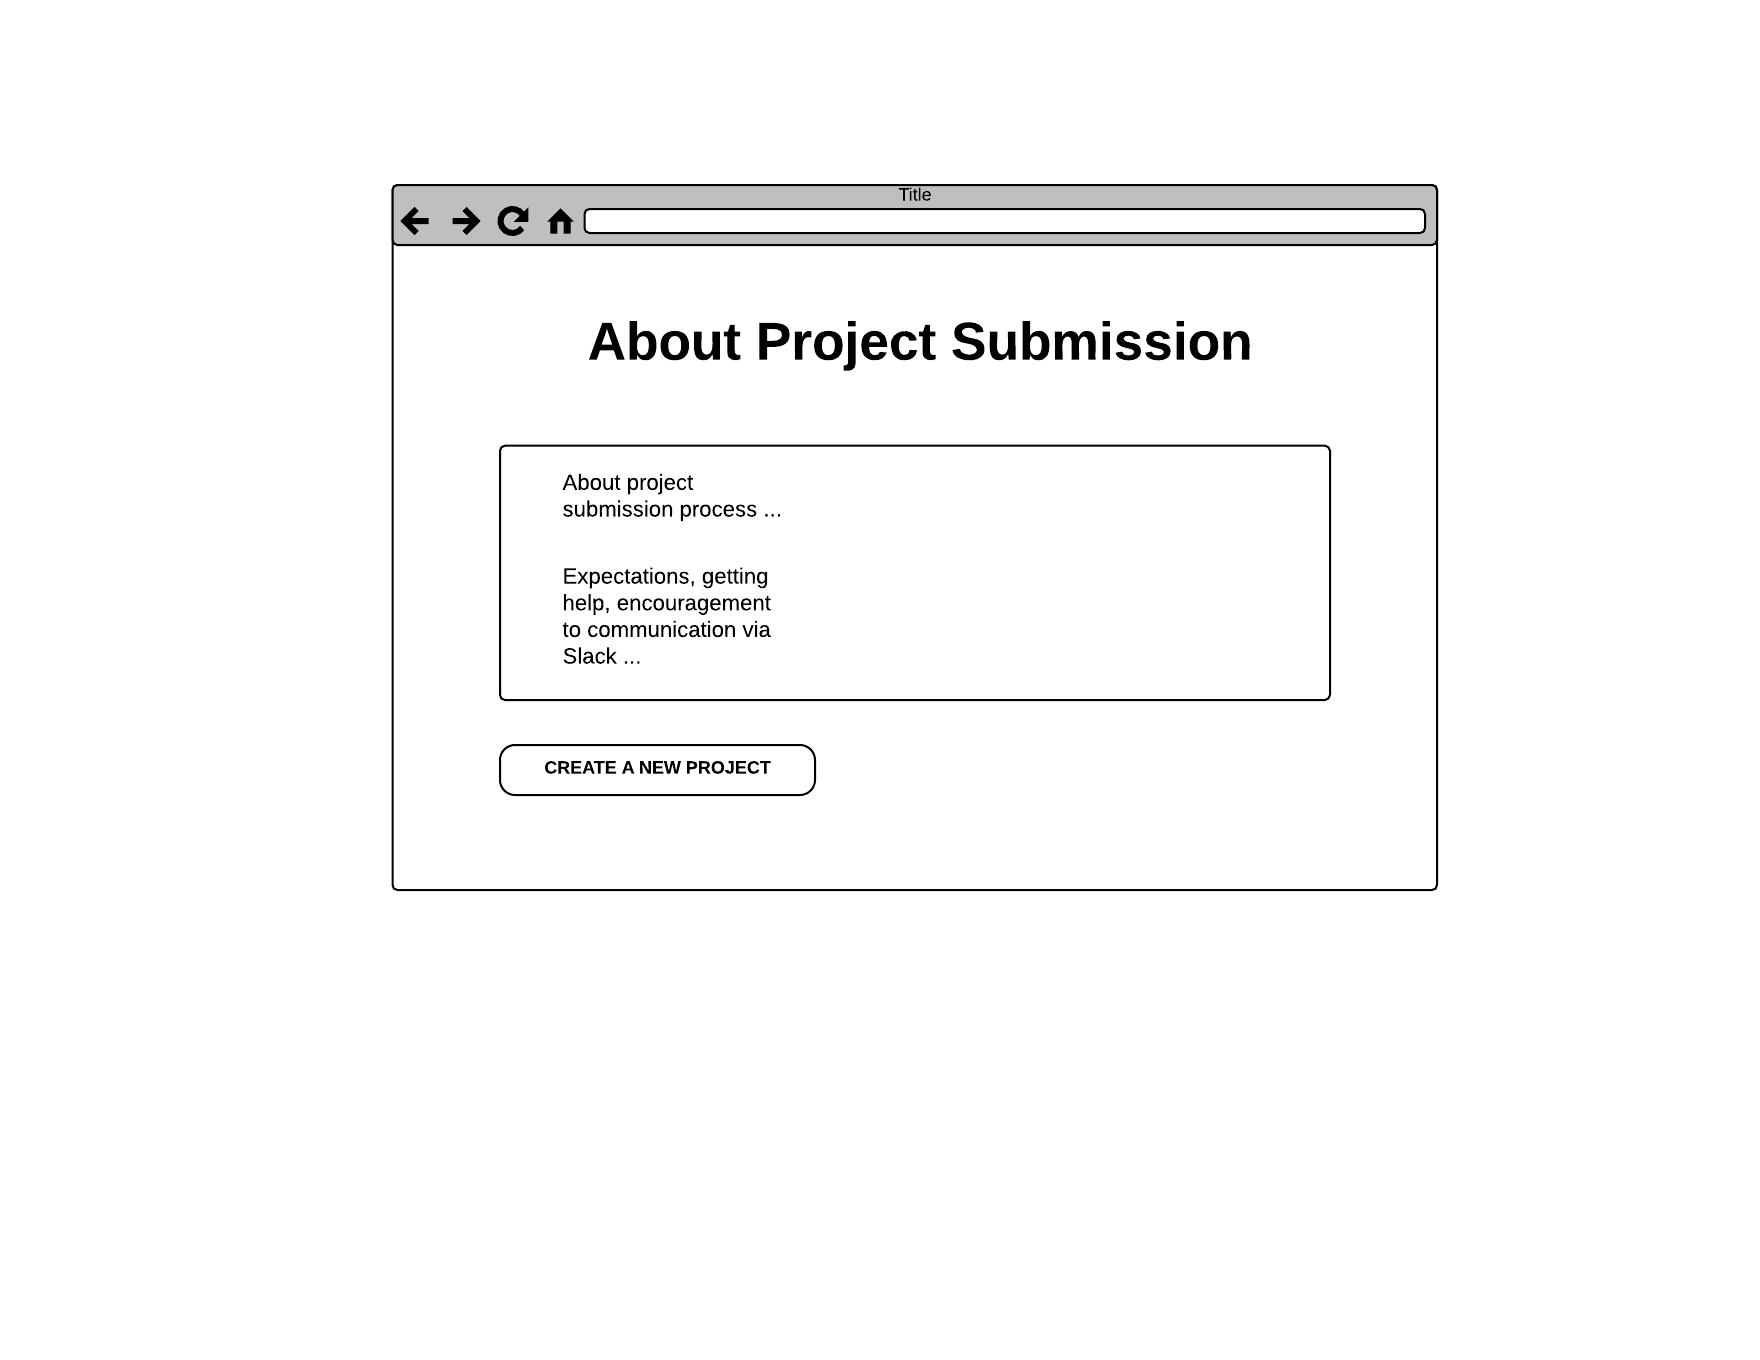 Title
About Project Submission
About project
submission process ...
Expectations, getting
help, encouragement
to communication via
Slack ...
CREATE A NEW PROJECT